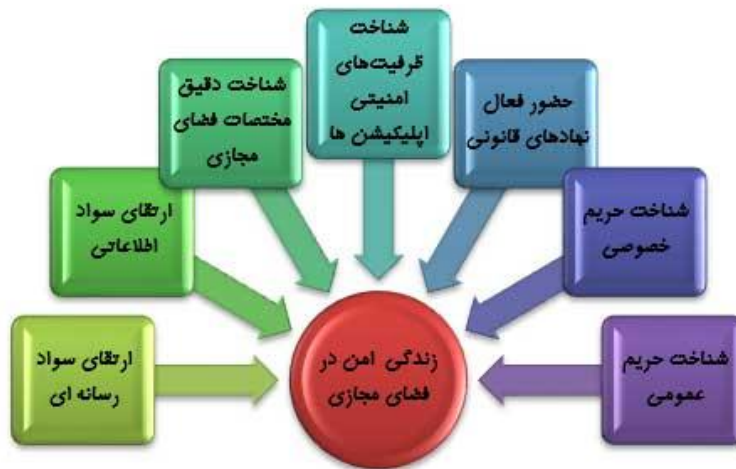 شناخت
ظرفیت‌های
امنیتی
اپلیکیشن ها
حضور فعال
نهادهای قانونی
شناخت دقیق
مختصات فضای
مجازی
شناخت حریم
خصوصی
ارتقای سواد
اطلاعاتی
شناخت حریم
عمومی
زندگی امن در
فضای مجازی
ارتقای سواد
رسانه ای